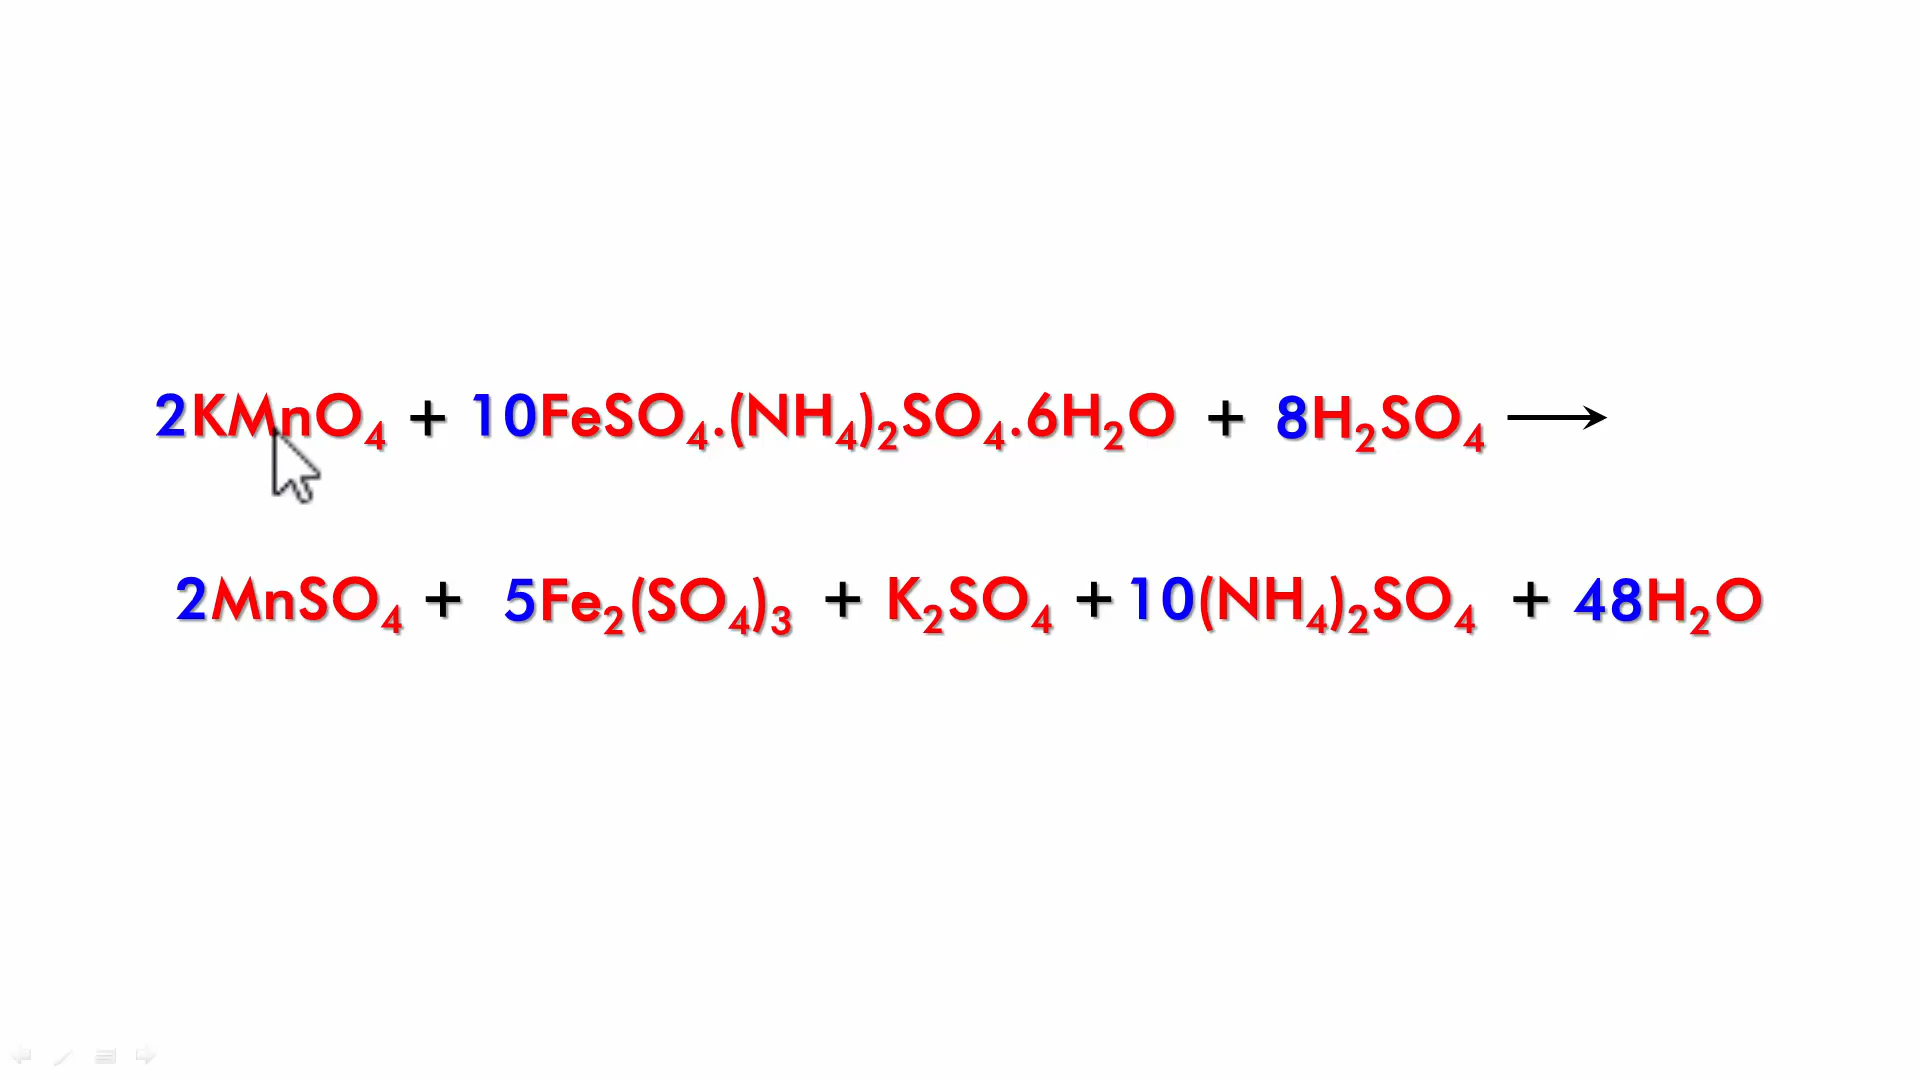 2KMnO₄ + 10FeSO₄.(NH₄)₂SO₄.6H₂O + 8H₂SO₄ ⟶
2MnSO₄ + 5Fe₂(SO₄)₃ + K₂SO₄ + 10(NH₄)₂SO₄ + 48H₂O